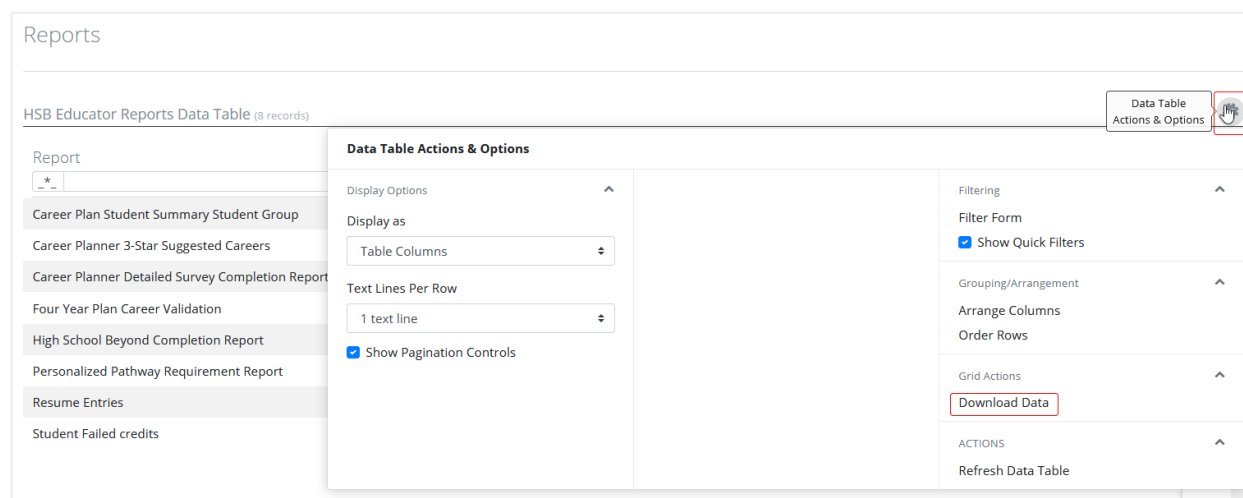 Reports
HSB Educator Reports Data Table (8 records)
Data Table
Actions & Options
Report
_*_
Career Plan Student Summary Student Group
Career Planner 3-Star Suggested Careers
Career Planner Detailed Survey Completion Report
Four Year Plan Career Validation
High School Beyond Completion Report
Personalized Pathway Requirement Report
Resume Entries
Student Failed credits
Data Table Actions & Options
Display Options
Display as
Table Columns
Text Lines Per Row
1 text line
Show Pagination Controls
Filtering
Filter Form
Show Quick Filters
Grouping/Arrangement
Arrange Columns
Order Rows
Grid Actions
Download Data
ACTIONS
Refresh Data Table